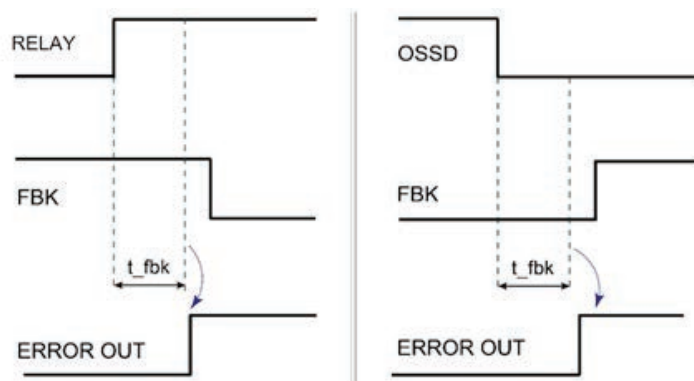 RELAY
FBK
t_fbk
ERROR OUT
OSSD
FBK
t_fbk
ERROR OUT